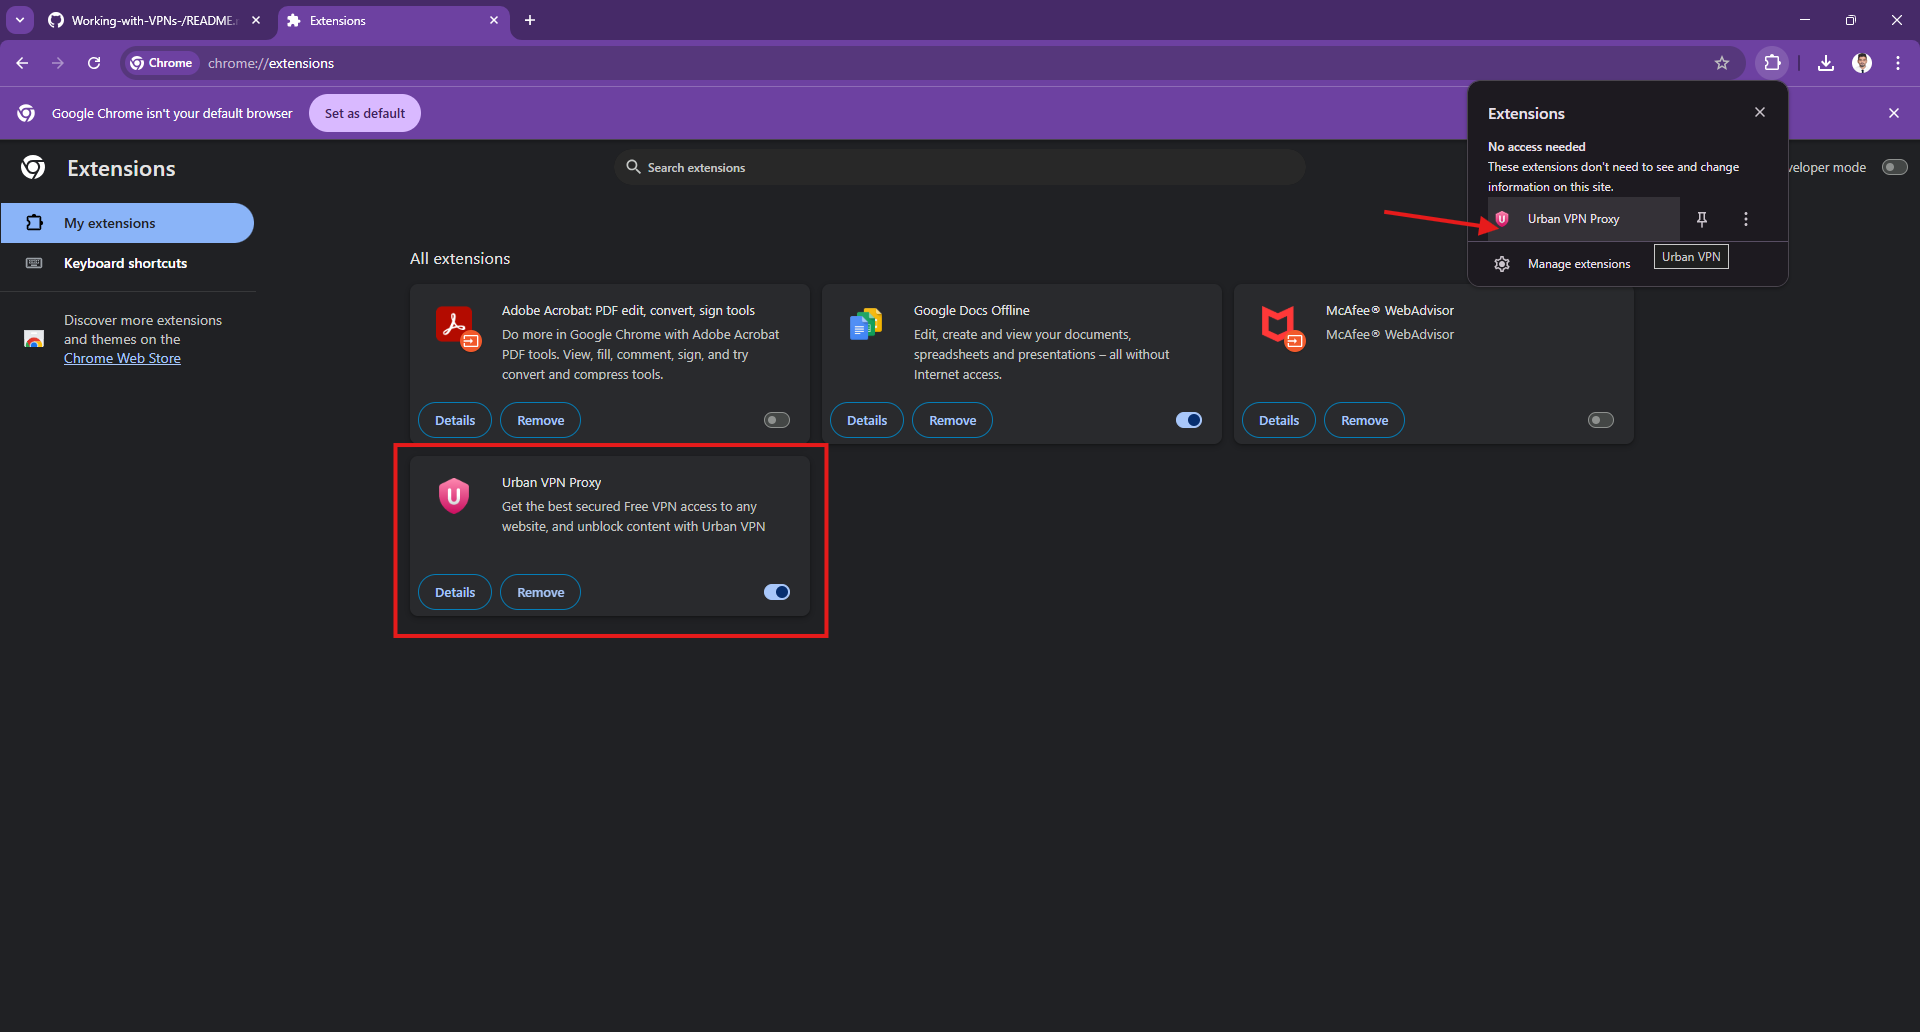 Working-with-VPNs-/README.
Extensions
Chrome
chrome://extensions
Google Chrome isn't your default browser
Set as default
Extensions
No access needed
These extensions don't need to see and change
information on this site.
Urban VPN Proxy
Urban VPN
Manage extensions
Extensions
Search extensions
veloper mode
My extensions
Keyboard shortcuts
Discover more extensions
and themes on the
Chrome Web Store
All extensions
Adobe Acrobat: PDF edit, convert, sign tools
Do more in Google Chrome with Adobe Acrobat
PDF tools. View, fill, comment, sign, and try
convert and compress tools.
Details
Remove
Google Docs Offline
Edit, create and view your documents,
spreadsheets and presentations – all without
Internet access.
Details
Remove
McAfee® WebAdvisor
McAfee® WebAdvisor
Details
Remove
U
Urban VPN Proxy
Get the best secured Free VPN access to any
website, and unblock content with Urban VPN
Details
Remove